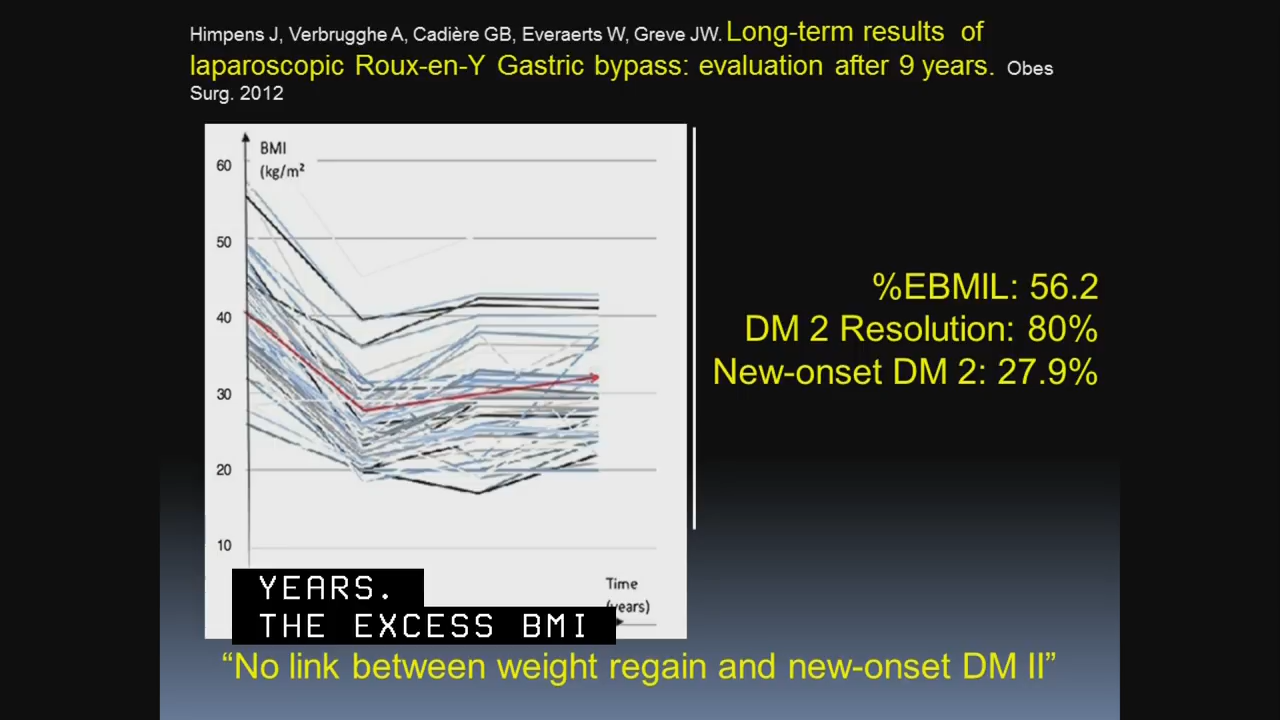 Himpens J, Verbrugghe A, Cadière GB, Everaerts W, Greve JW. Long-term results of
laparoscopic Roux-en-Y Gastric bypass: evaluation after 9 years. Obes
Surg. 2012
BMI
(kg/m²
60
50
40
30
20
10
Time
(years)
%EBMIL: 56.2
DM 2 Resolution: 80%
New-onset DM 2: 27.9%
YEARS.
THE EXCESS BMI
“No link between weight regain and new-onset DM II”